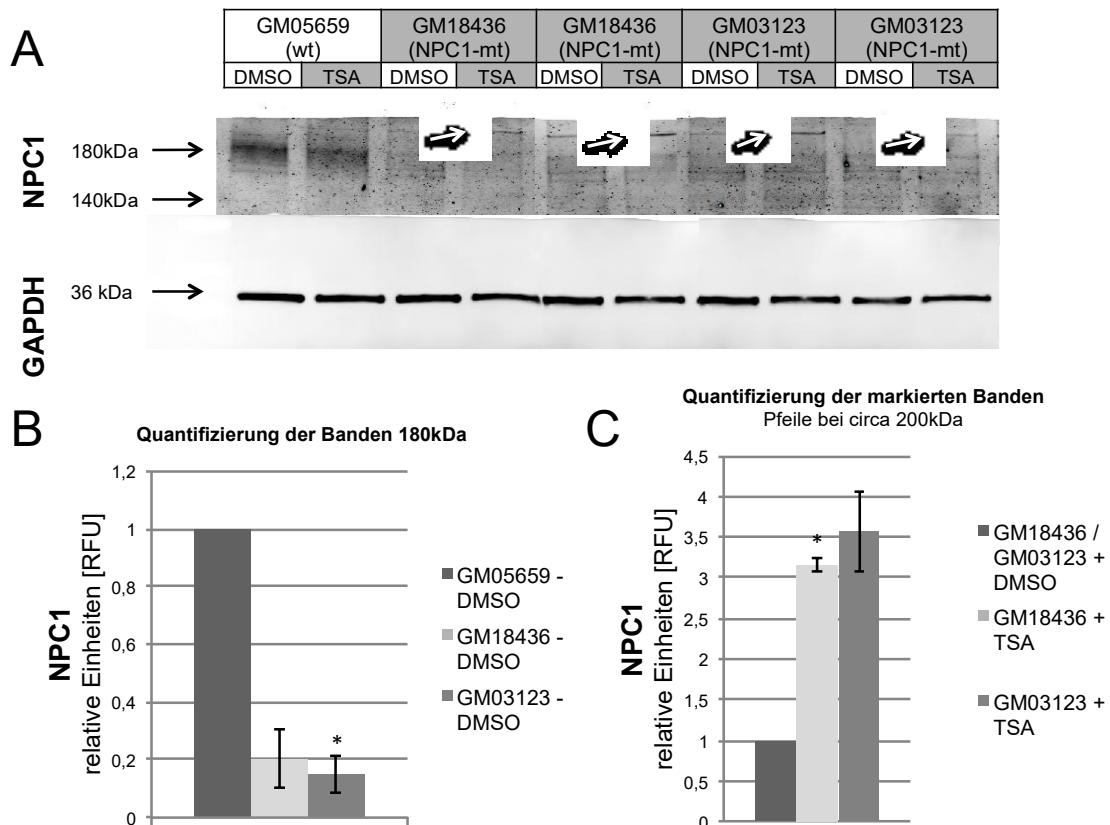 A
GM05659 (wt)
GM18436 (NPC1-mt)
GM18436 (NPC1-mt)
GM03123 (NPC1-mt)
GM03123 (NPC1-mt)
DMSO TSA DMSO TSA DMSO TSA DMSO TSA DMSO TSA
NPC1
180kDa
140kDa
GAPDH
36 kDa
B
Quantifizierung der Banden 180kDa
NPC1
relative Einheiten [RFU]
1,2
1
0,8
0,6
0,4
0,2
0
*
GM05659 -
DMSO
GM18436 -
DMSO
GM03123 -
DMSO
C
Quantifizierung der markierten Banden
Pfeile bei circa 200kDa
NPC1
relative Einheiten [RFU]
4,5
4
3,5
3
2,5
2
1,5
1
0,5
0
*
GM18436 /
GM03123 +
DMSO
GM18436 +
TSA
GM03123 +
TSA